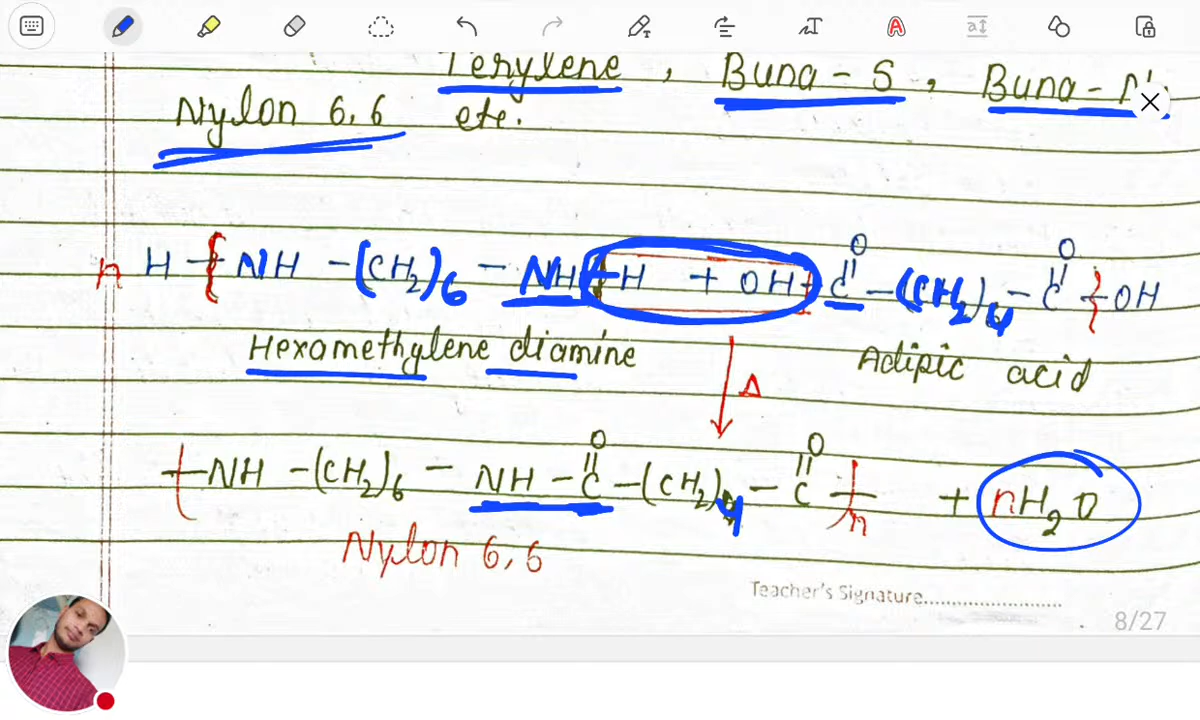 Terylene, Buna - S, Buna - N
Nylon 6,6 etc.
O O
|| ||
n H-[-NH-(CH₂)₆-NH-H + OH-C-(CH₂)₄-C-OH
Hexamethylene diamine Adipic acid
Δ
O O
|| ||
-[-NH-(CH₂)₆-NH-C-(CH₂)₄-C-]-n + nH₂O
Nylon 6,6
Teacher's Signature........................
8/27